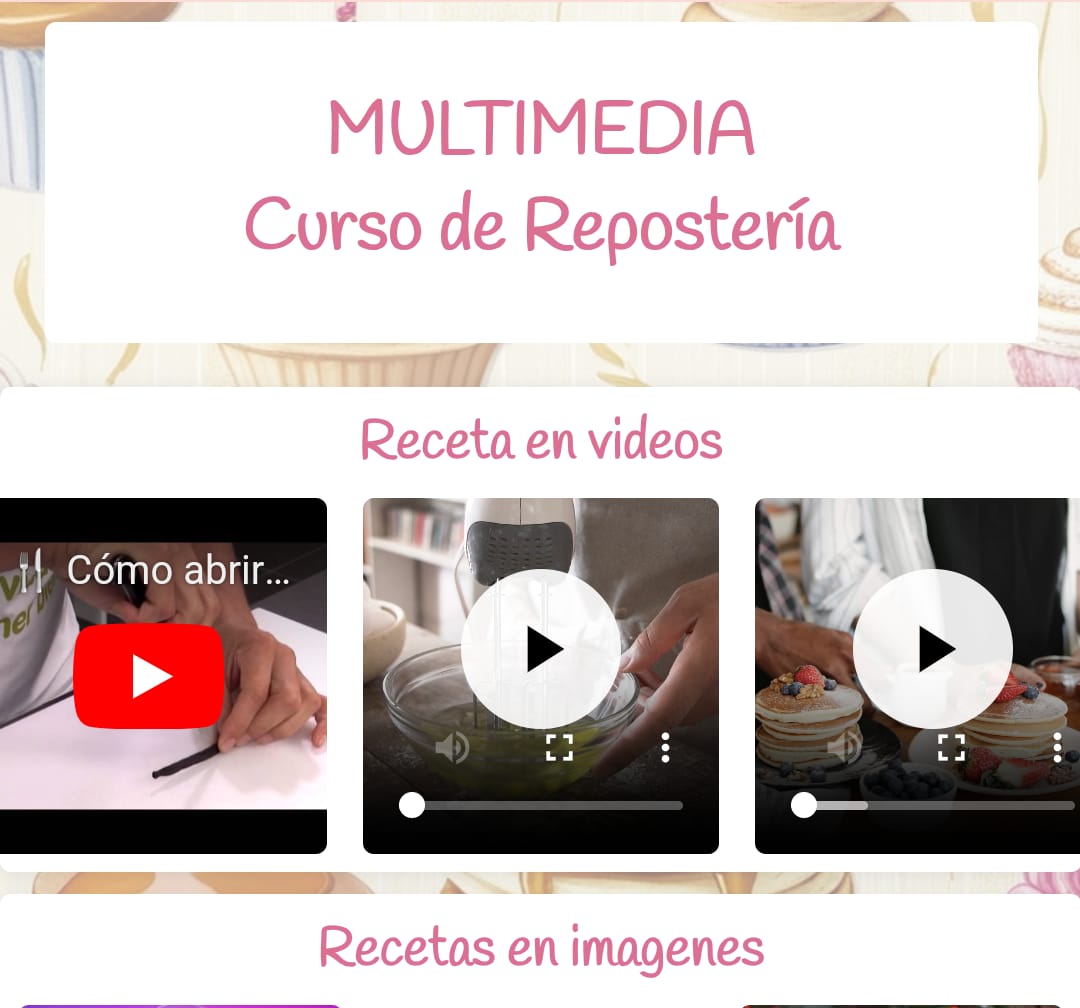 MULTIMEDIA
Curso de Repostería
Receta en videos
Cómo abrir...
Recetas en imagenes